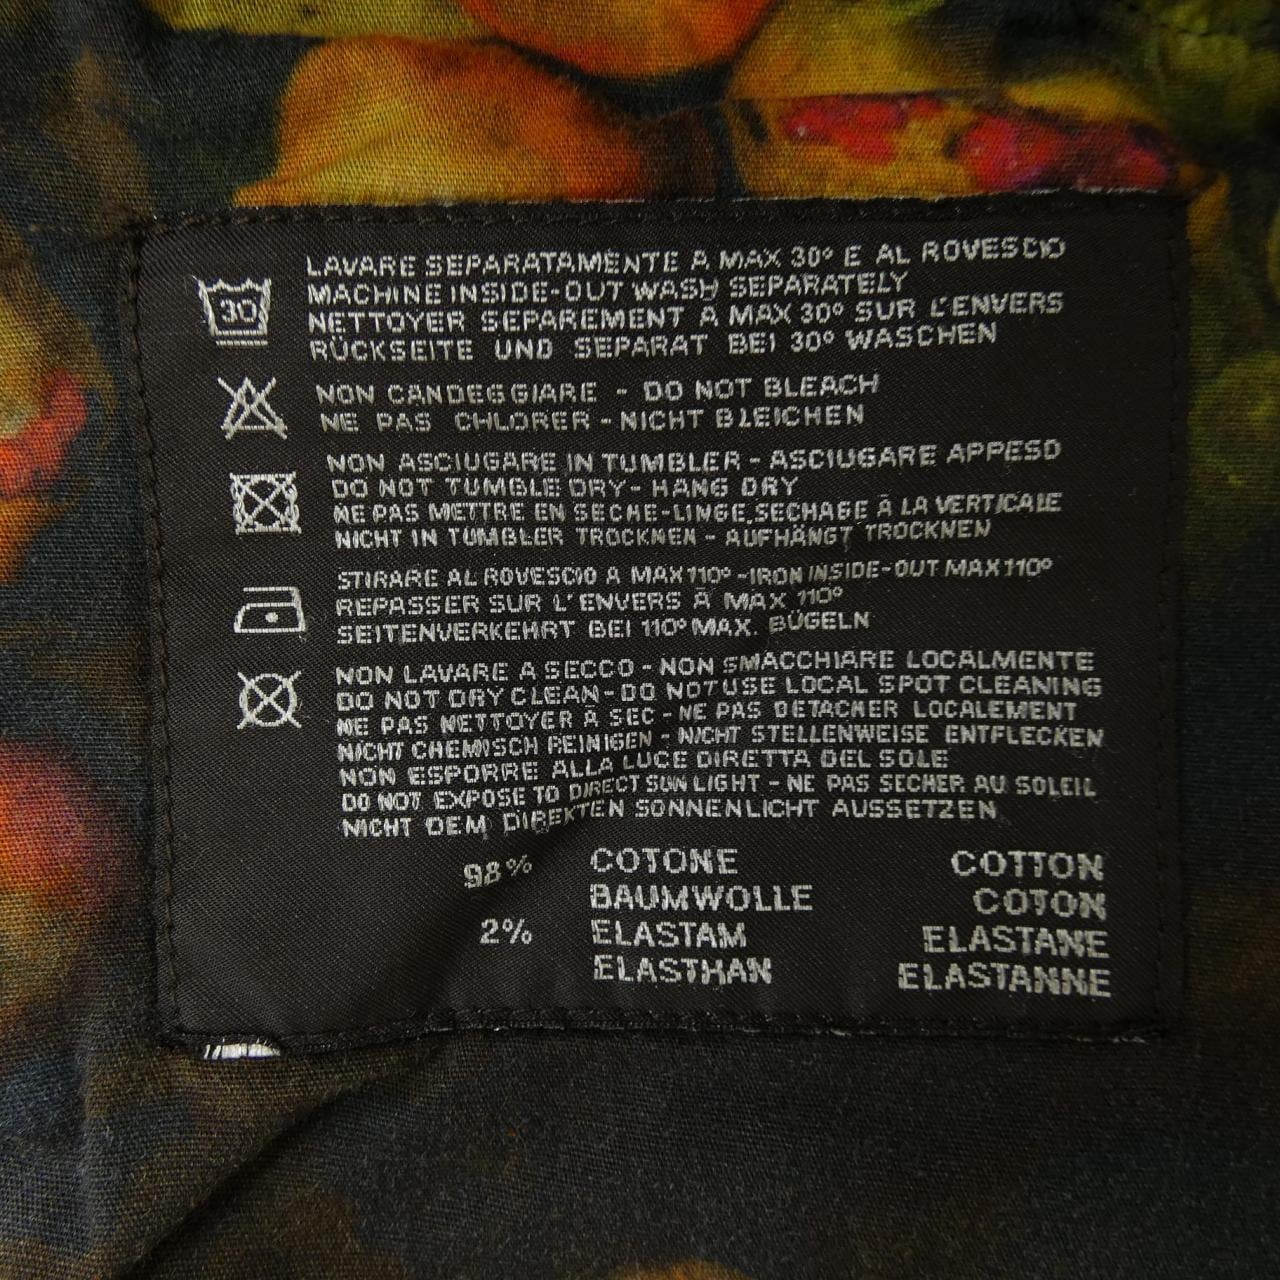 LAVARE SEPARATAMENTE A MAX 30° E AL ROVESCIO
MACHINE INSIDE-OUT WASH SEPARATELY
NETTOYER SEPAREMENT A MAX 30° SUR L'ENVERS
RÜCKSEITE UND SEPARAT BEI 30° WASCHEN
30
NON CANDEGGIARE - DO NOT BLEACH
NE PAS CHLORER - NICHT BLEICHEN
NON ASCIUGARE IN TUMBLER - ASCIUGARE APPESO
DO NOT TUMBLE DRY - HANG DRY
NE PAS METTRE EN SECHE-LINGE, SECHAGE À LA VERTICALE
NICHT IN TUMBLER TROCKNEN - AUFHÄNGT TROCKNEN
STIRARE AL ROVESCIO A MAX 110° - IRON INSIDE-OUT MAX 110°
REPASSER SUR L'ENVERS À MAX 110°
SEITENVERKEHRT BEI 110° MAX. BÜGELN
NON LAVARE A SECCO - NON SMACCHIARE LOCALMENTE
DO NOT DRY CLEAN - DO NOT USE LOCAL SPOT CLEANING
NE PAS NETTOYER À SEC - NE PAS DETACHER LOCALEMENT
NICHT CHEMISCH REINIGEN - NICHT STELLENWEISE ENTFLECKEN
NON ESPORRE ALLA LUCE DIRETTA DEL SOLE
DO NOT EXPOSE TO DIRECT SUN LIGHT - NE PAS SECHER AU SOLEIL
NICHT DEM DIREKTEN SONNENLICHT AUSSETZEN
98% COTONE COTTON
BAUMWOLLE COTON
2% ELASTAM ELASTANE
ELASTHAN ELASTANNE